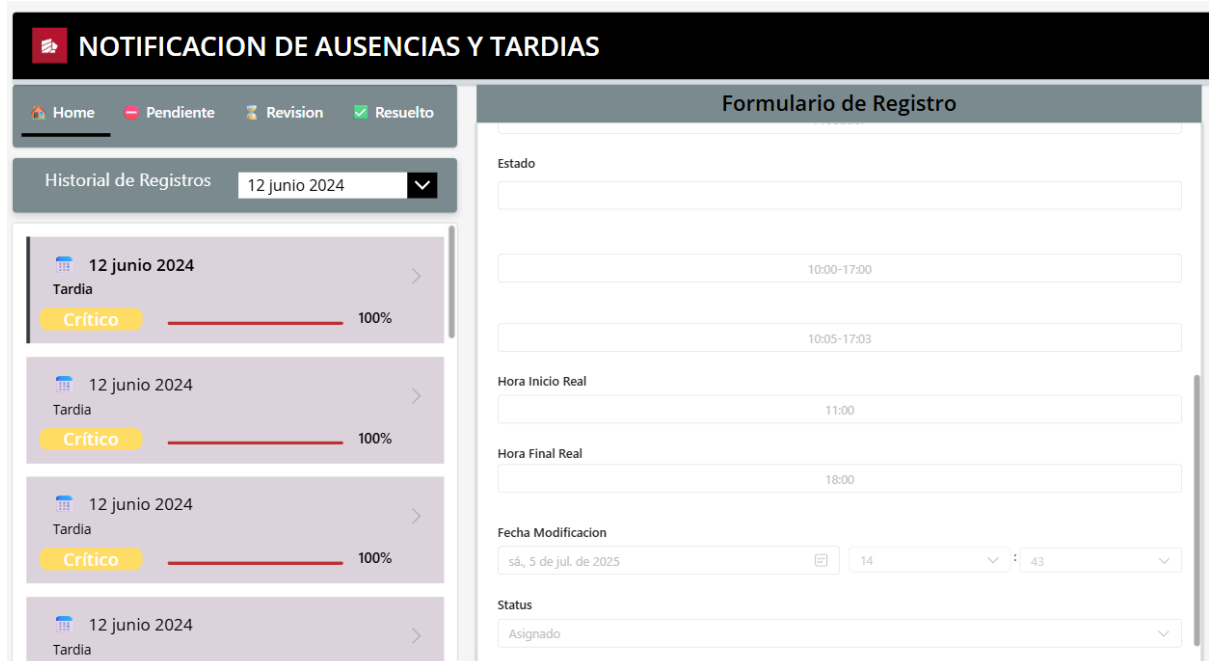 NOTIFICACION DE AUSENCIAS Y TARDIAS
Home Pendiente Revision Resuelto
Historial de Registros 12 junio 2024
12 junio 2024
Tardia
Crítico 100%
12 junio 2024
Tardia
Crítico 100%
12 junio 2024
Tardia
Crítico 100%
12 junio 2024
Tardia
Formulario de Registro
Estado
10:00-17:00
10:05-17:03
Hora Inicio Real
11:00
Hora Final Real
18:00
Fecha Modificacion
sá., 5 de jul. de 2025 14 : 43
Status
Asignado